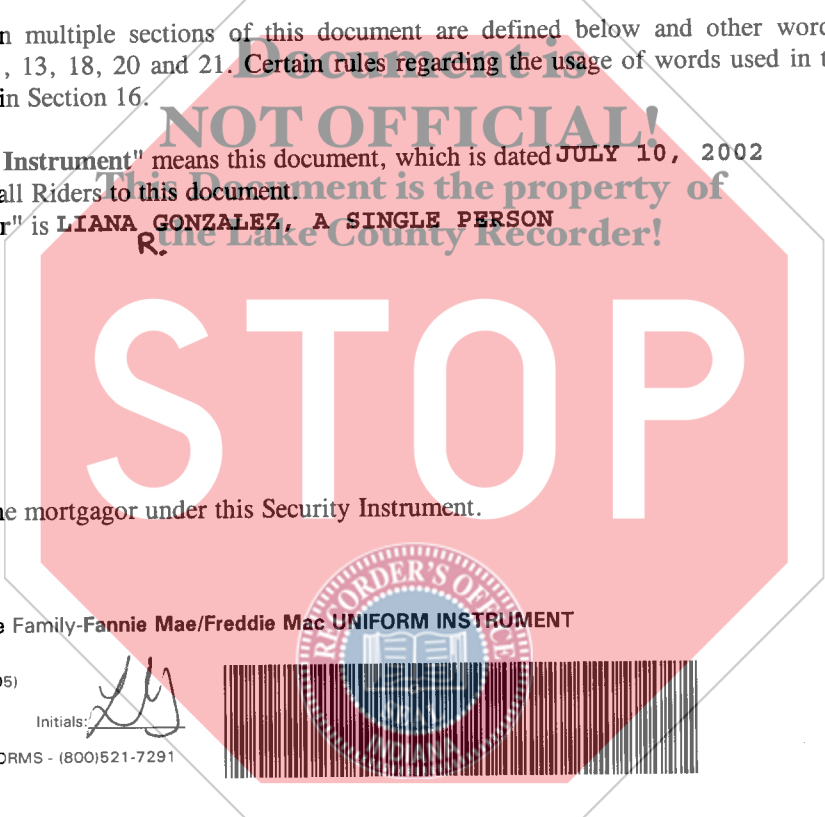 n multiple sections of this document are defined below and other word
, 13, 18, 20 and 21. Certain rules regarding the usage of words used in t
in Section 16.
Document is
NOT OFFICIAL!
This Document is the property of
the Lake County Recorder!
Instrument" means this document, which is dated JULY 10, 2002
all Riders to this document.
r" is LIANA GONZALEZ, A SINGLE PERSON
R.
STOP
e mortgagor under this Security Instrument.
e Family-Fannie Mae/Freddie Mac UNIFORM INSTRUMENT
RECORDER'S OFFICE
SEAL
INDIANA
05)
Initials: LG
ORMS - (800)521-7291